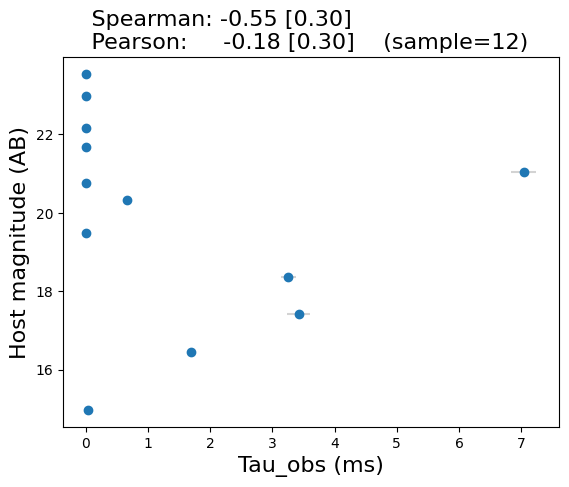 Spearman: -0.55 [0.30]
Pearson: -0.18 [0.30] (sample=12)
Host magnitude (AB)
22
20
18
16
0 1 2 3 4 5 6 7
Tau_obs (ms)